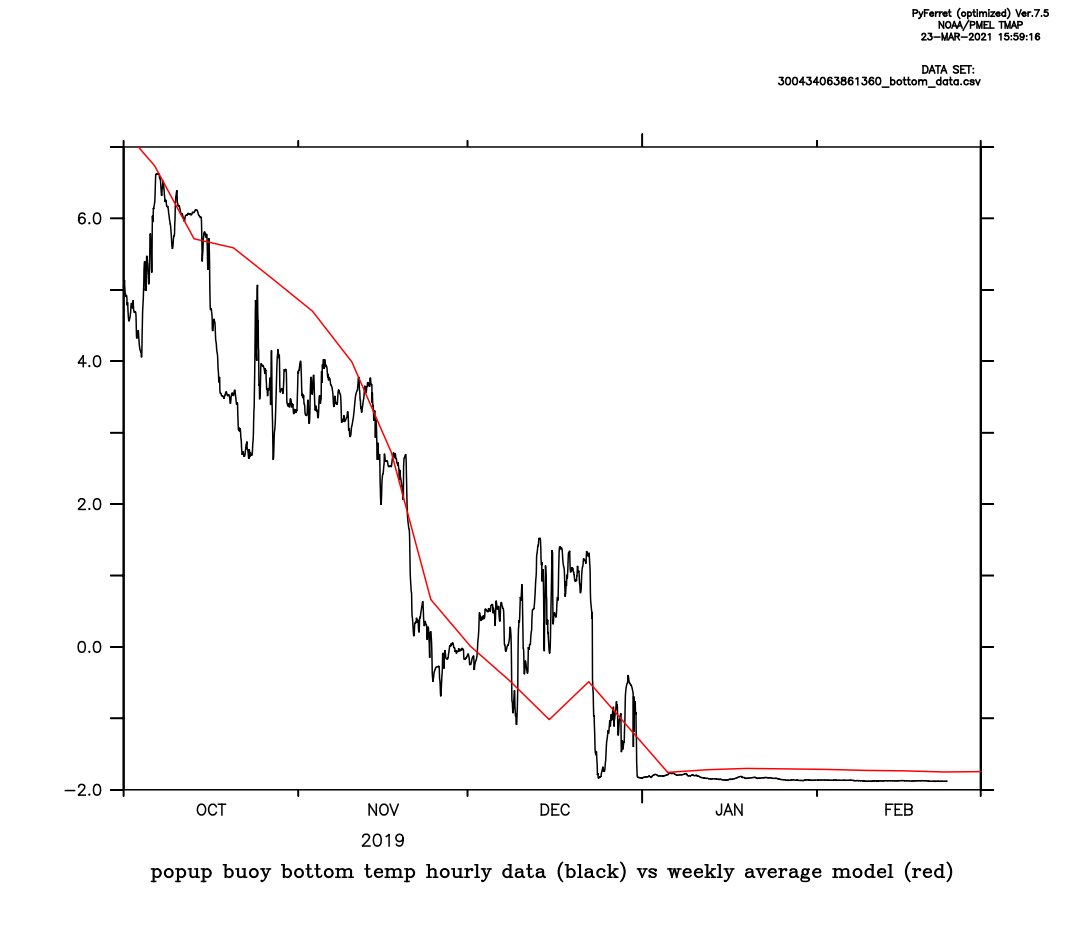 PyFerret (optimized) Ver.7.5
NOAA/PMEL TMAP
23-MAR-2021 15:59:16
DATA SET:
300434063861360_bottom_data.csv
6.0
4.0
2.0
0.0
-2.0
OCT NOV DEC JAN FEB
2019
popup buoy bottom temp hourly data (black) vs weekly average model (red)